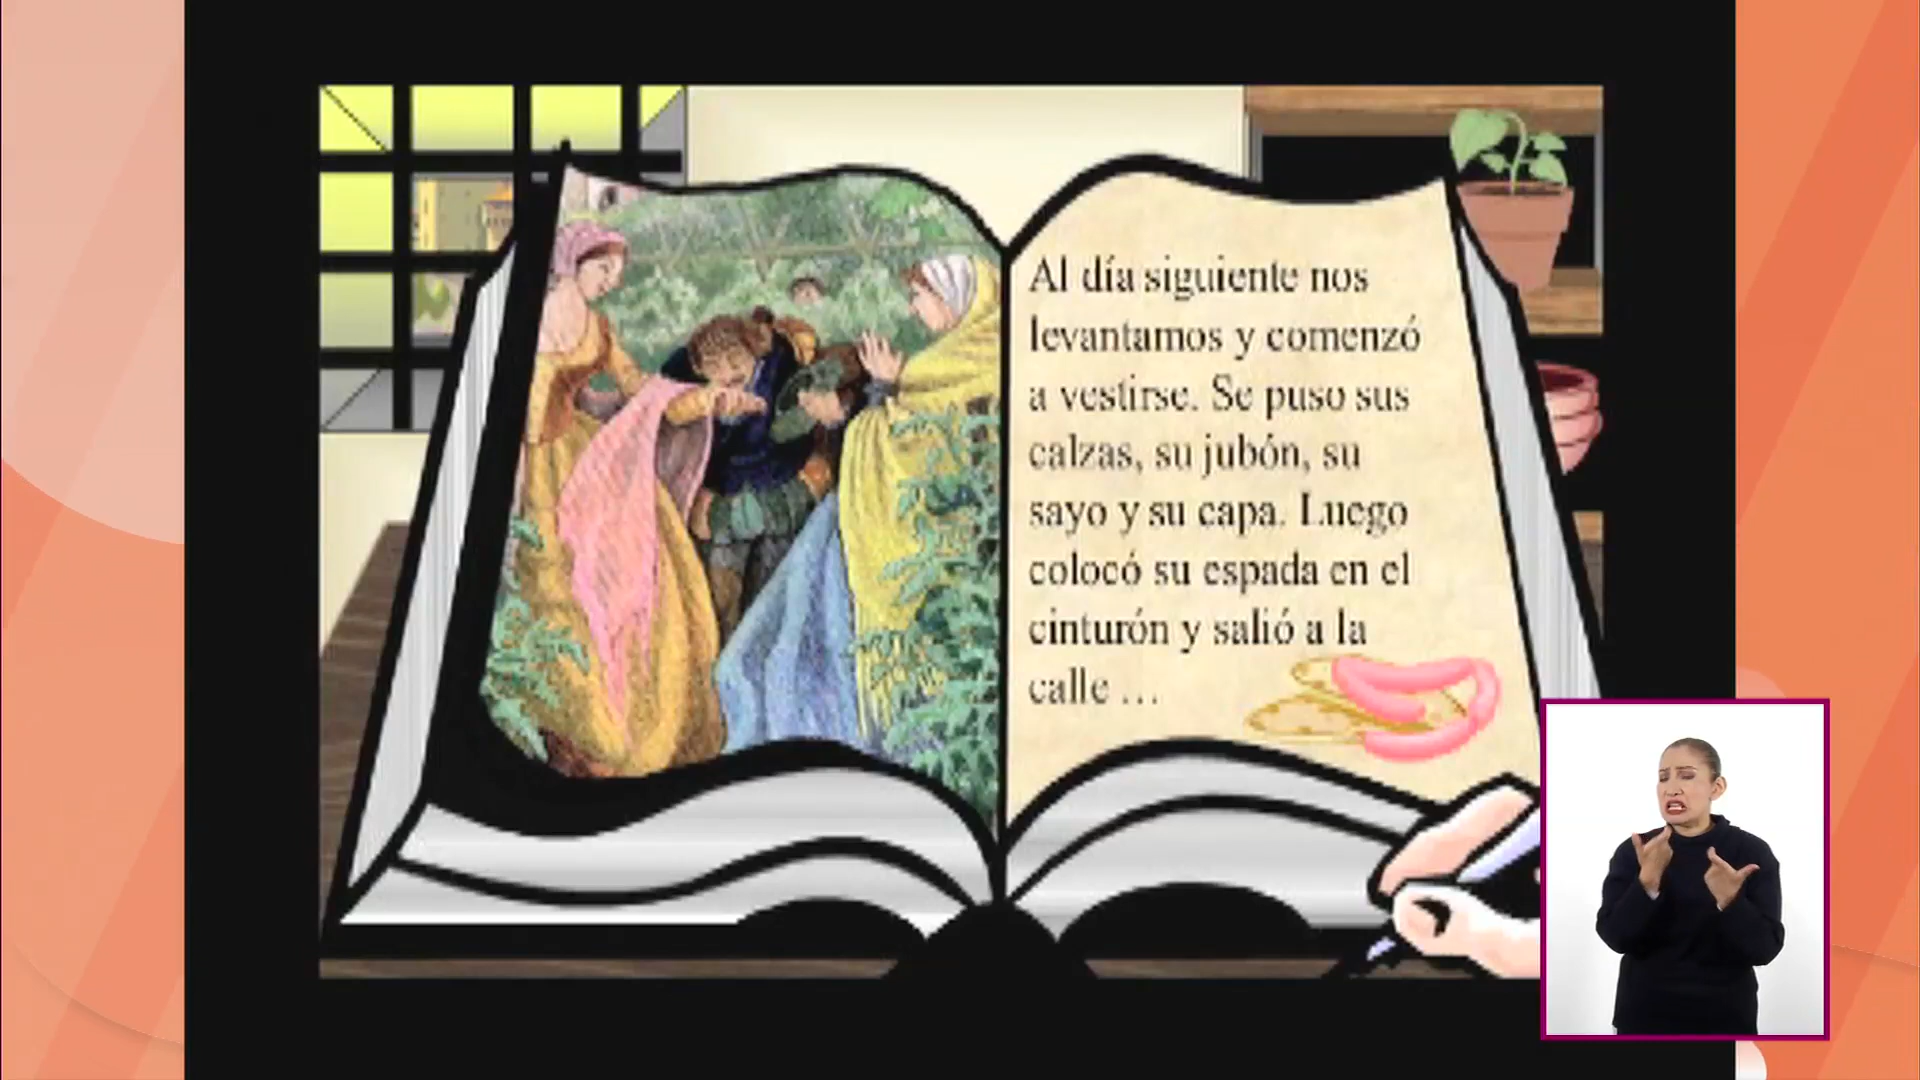 Al día siguiente nos
levantamos y comenzó
a vestirse. Se puso sus
calzas, su jubón, su
sayo y su capa. Luego
colocó su espada en el
cinturón y salió a la
calle …